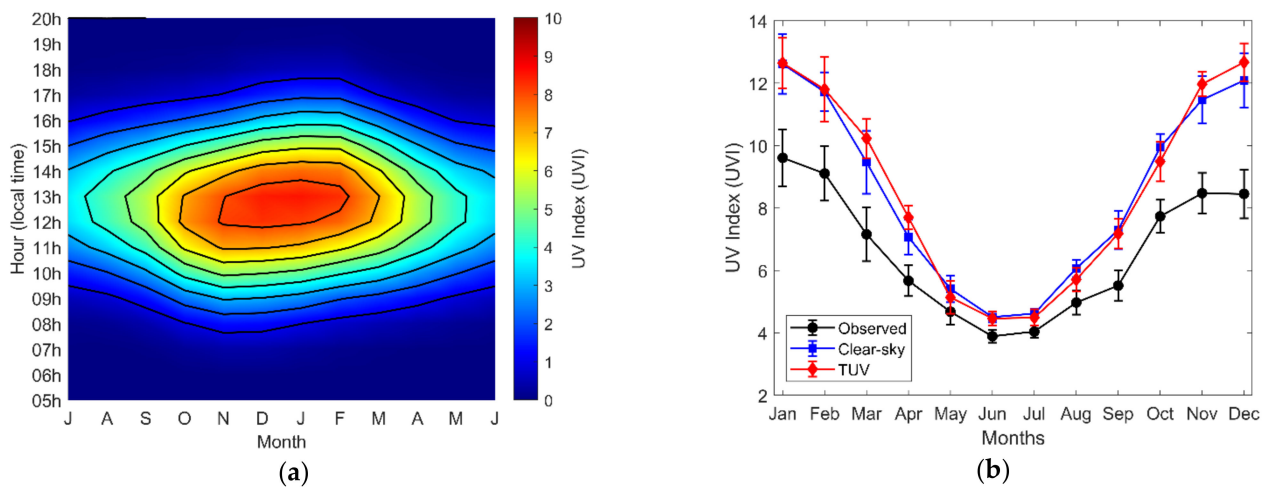 20h
19h
18h
17h
16h
15h
14h
13h
12h
11h
10h
09h
08h
07h
06h
05h
Hour (local time)
J A S O N D J F M A M J
Month
10
9
8
7
6
5
4
3
2
1
0
UV Index (UVI)
(a)
14
12
10
8
6
4
2
UV Index (UVI)
Observed
Clear-sky
TUV
Jan Feb Mar Apr May Jun Jul Aug Sep Oct Nov Dec
Months
(b)